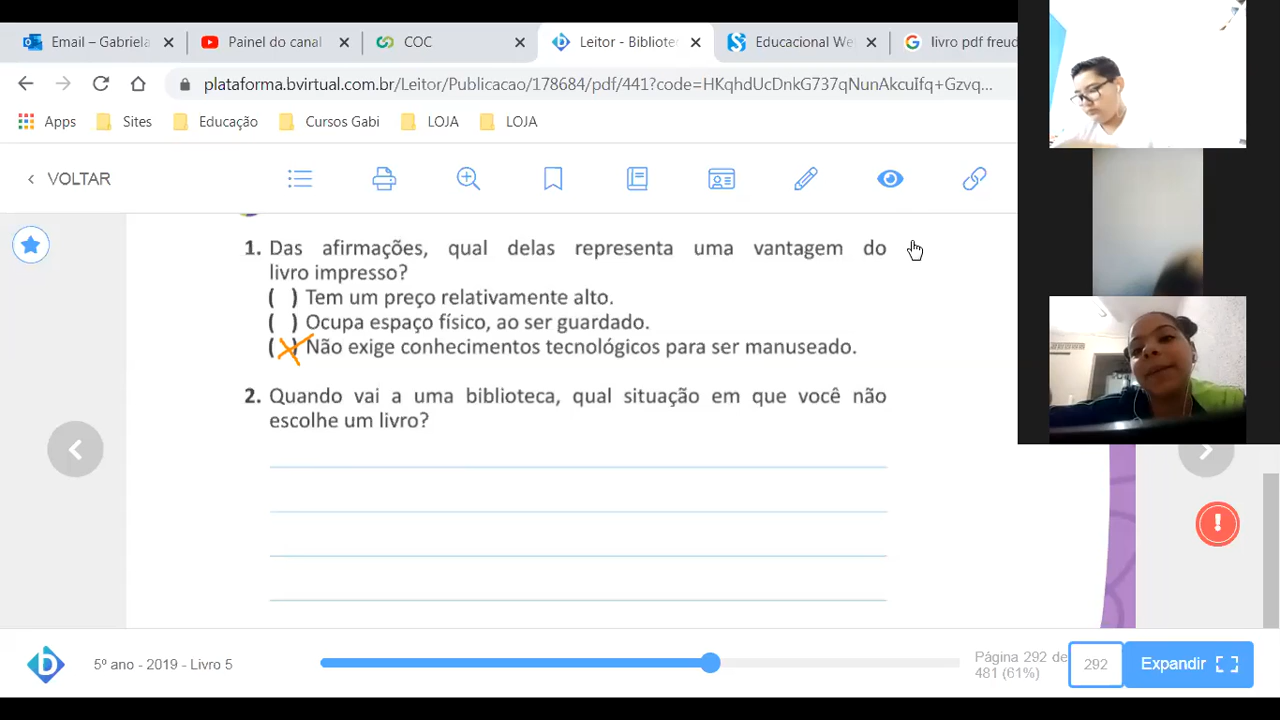 Email – Gabriela
Painel do canal
COC
Leitor - Bibliote
Educacional We
livro pdf freud
plataforma.bvirtual.com.br/Leitor/Publicacao/178684/pdf/441?code=HKqhdUcDnkG737qNunAkcuIfq+Gzvq...
Apps
Sites
Educação
Cursos Gabi
LOJA
LOJA
VOLTAR
1. Das afirmações, qual delas representa uma vantagem do
livro impresso?
( ) Tem um preço relativamente alto.
( ) Ocupa espaço físico, ao ser guardado.
(X) Não exige conhecimentos tecnológicos para ser manuseado.
2. Quando vai a uma biblioteca, qual situação em que você não
escolhe um livro?
5º ano - 2019 - Livro 5
Página 292 de
481 (61%)
292
Expandir